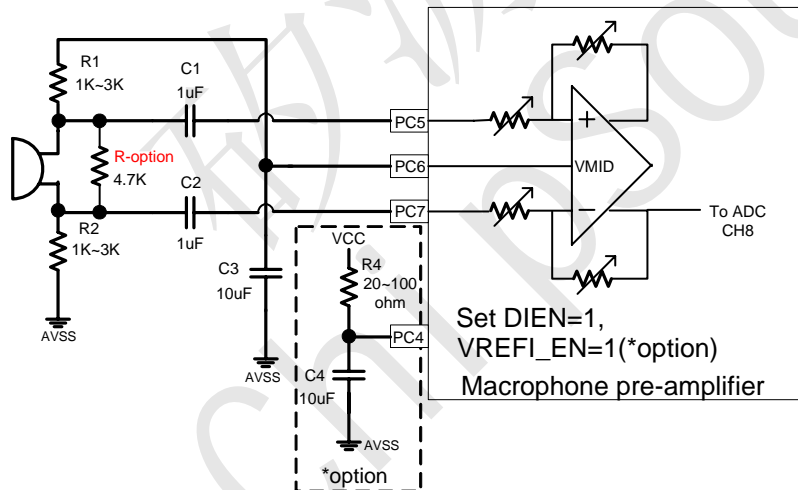 R1
1K~3K
C1
1uF
PC5
+
R-option
4.7K
PC6
VMID
C2
1uF
PC7
−
To ADC
CH8
R2
1K~3K
VCC
R4
20~100
ohm
C3
10uF
PC4
Set DIEN=1,
VREFI_EN=1(*option)
Macrophone pre-amplifier
AVSS
AVSS
C4
10uF
AVSS
*option